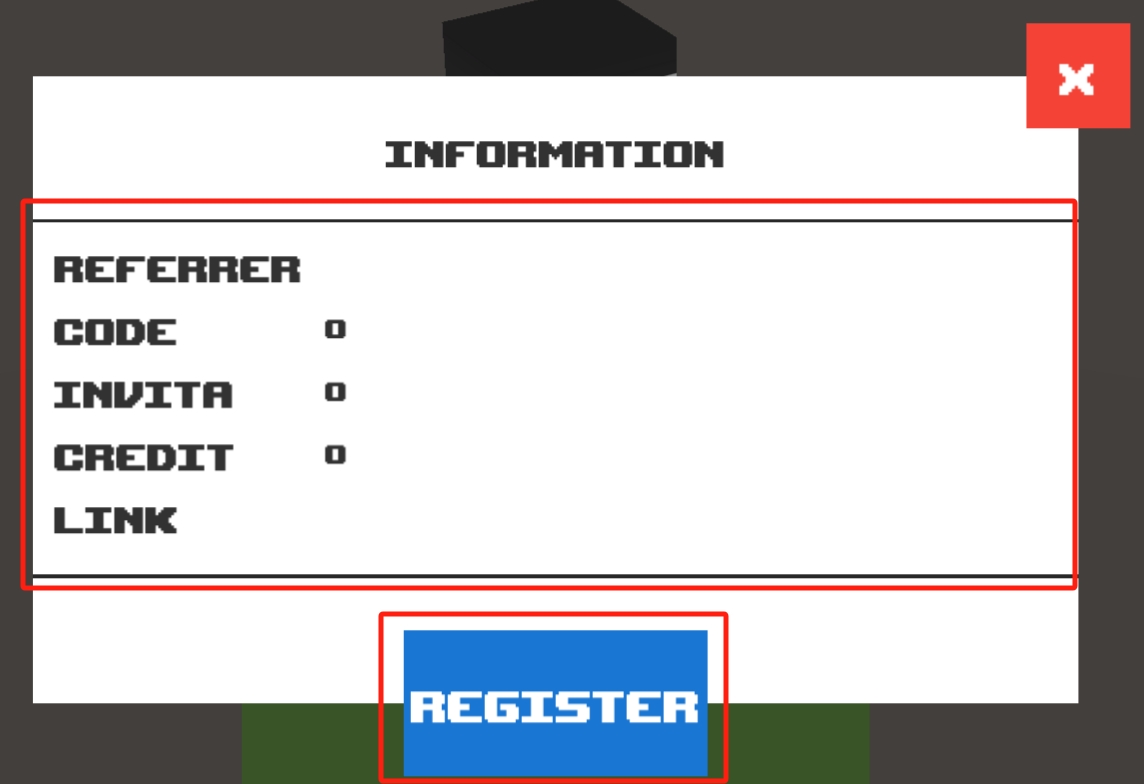 X
INFORMATION
REFERRER
CODE 0
INVITA 0
CREDIT 0
LINK
REGISTER